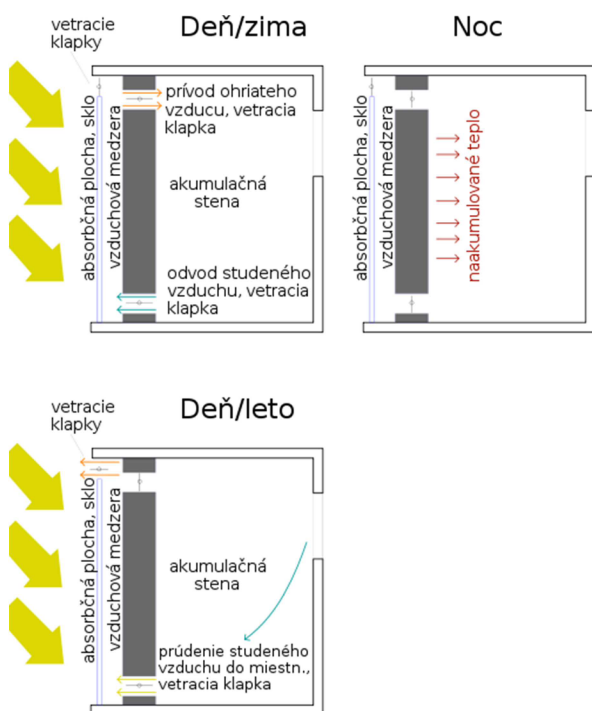 vetracie
klapky
Deň/zima
absorbčná plocha, sklo
vzduchová medzera
prívod ohriateho
vzducu, vetracia
klapka
akumulačná
stena
odvod studeného
vzduchu, vetracia
klapka
Noc
absorbčná plocha, sklo
vzduchová medzera
naakumulované teplo
vetracie
klapky
Deň/leto
absorbčná plocha, sklo
vzduchová medzera
akumulačná
stena
prúdenie studeného
vzduchu do miestn.,
vetracia klapka